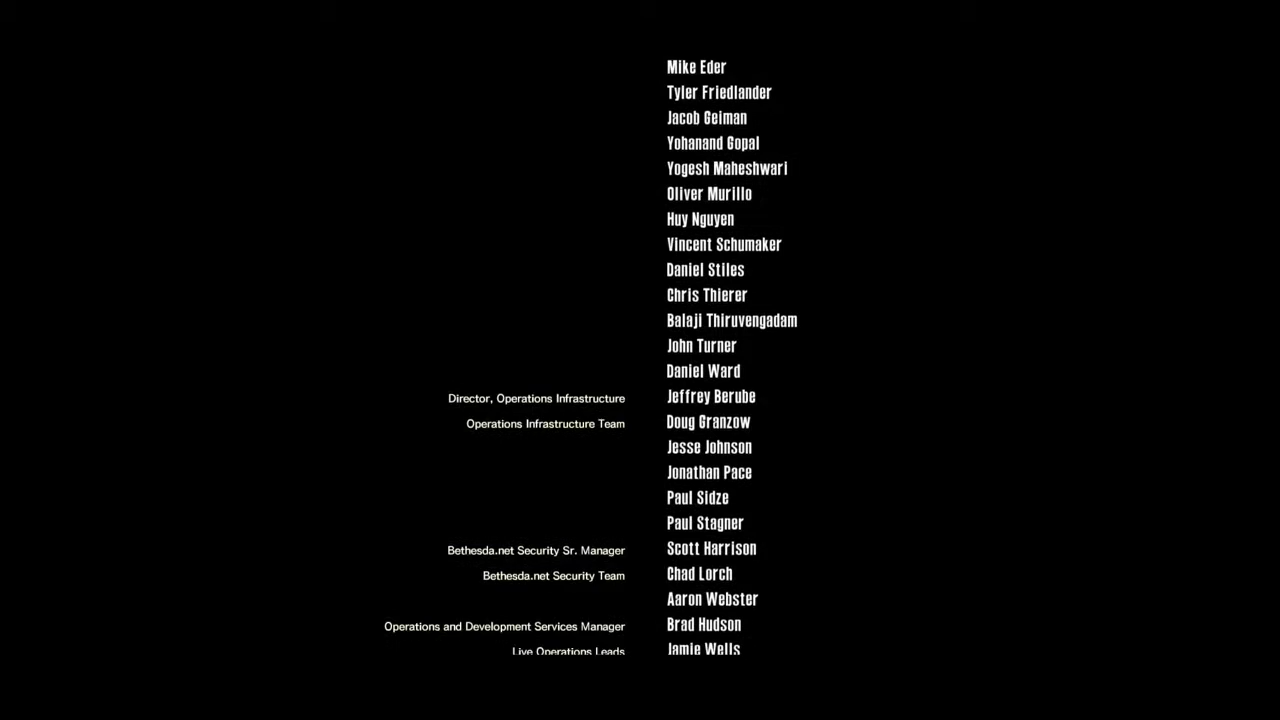 Mike Eder
Tyler Friedlander
Jacob Geiman
Yohanand Gopal
Yogesh Maheshwari
Oliver Murillo
Huy Nguyen
Vincent Schumaker
Daniel Stiles
Chris Thierer
Balaji Thiruvengadam
John Turner
Daniel Ward
Director, Operations Infrastructure Jeffrey Berube
Operations Infrastructure Team Doug Granzow
Jesse Johnson
Jonathan Pace
Paul Sidze
Paul Stagner
Bethesda.net Security Sr. Manager Scott Harrison
Bethesda.net Security Team Chad Lorch
Aaron Webster
Operations and Development Services Manager Brad Hudson
Live Operations Leads Jamie Wells